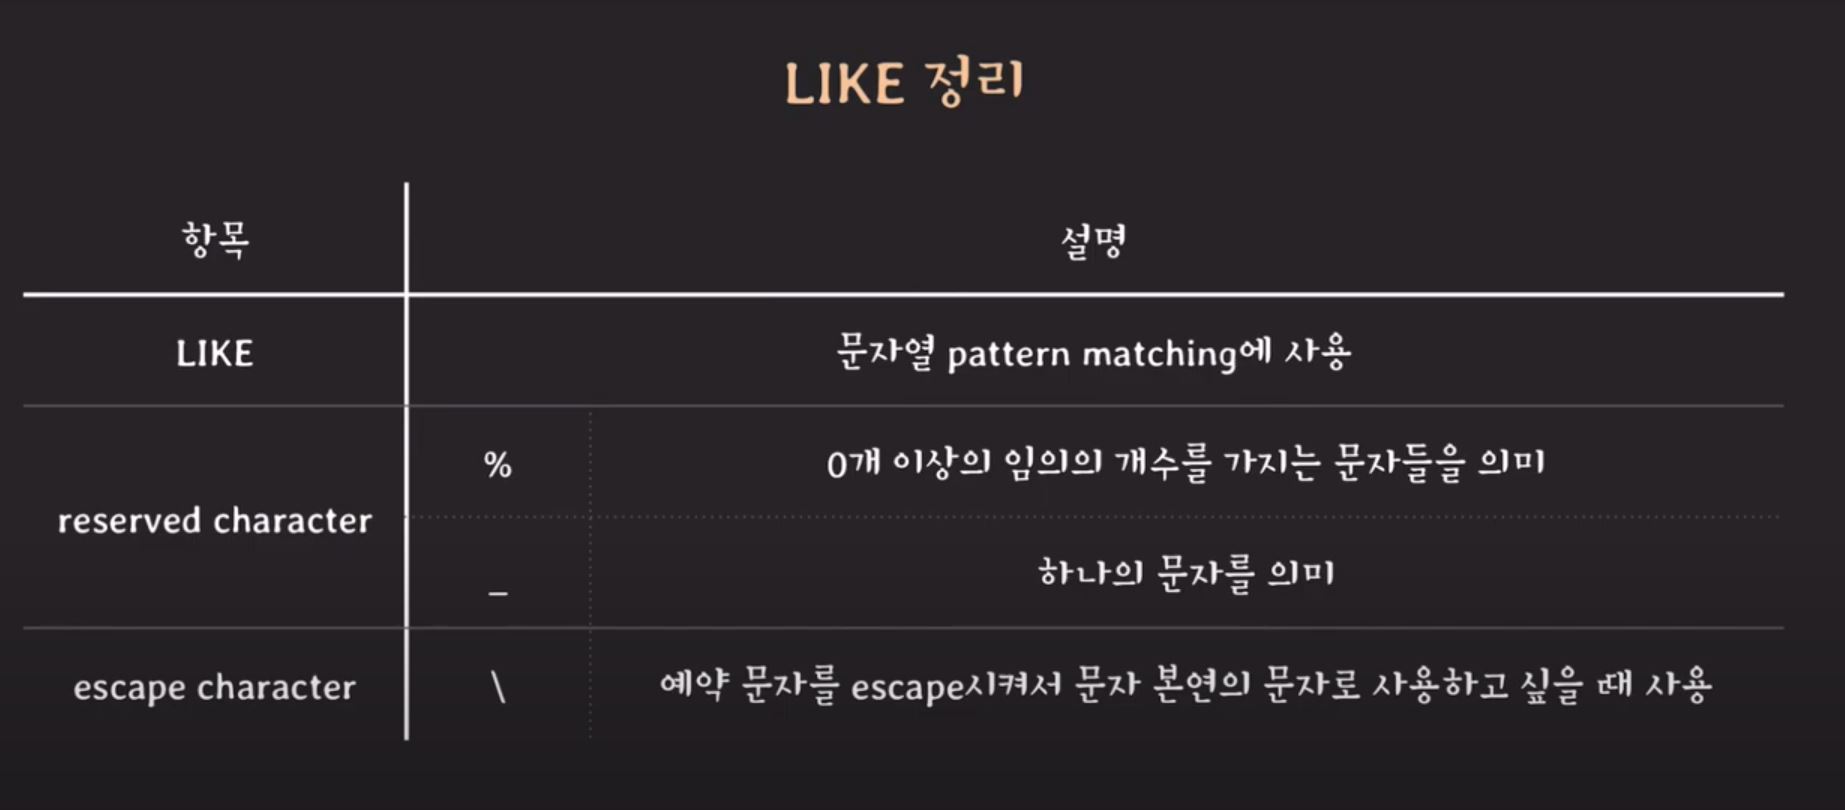 LIKE 정리
항목 설명
LIKE 문자열 pattern matching에 사용
% 0개 이상의 임의의 개수를 가지는 문자들을 의미
reserved character
_ 하나의 문자를 의미
escape character \ 예약 문자를 escape시켜서 문자 본연의 문자로 사용하고 싶을 때 사용